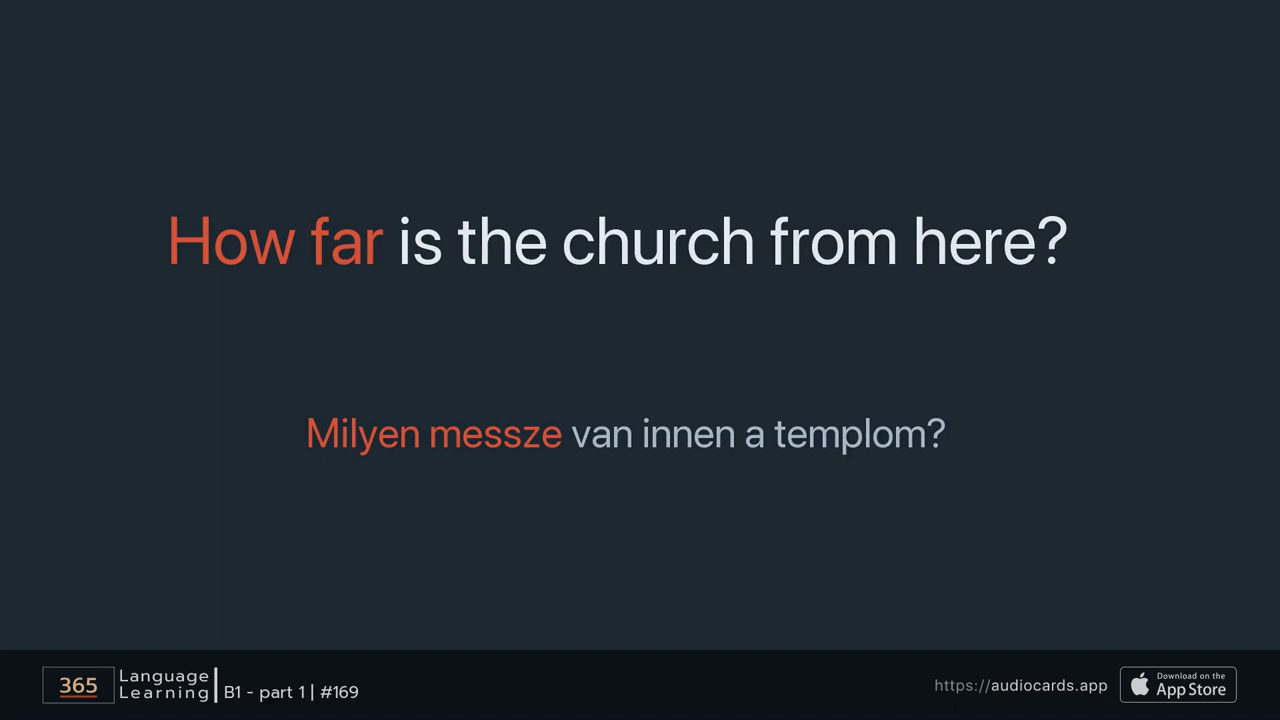 How far is the church from here?
Milyen messze van innen a templom?
365
Language
Learning
B1 - part 1 | #169
https://audiocards.app
Download on the
App Store